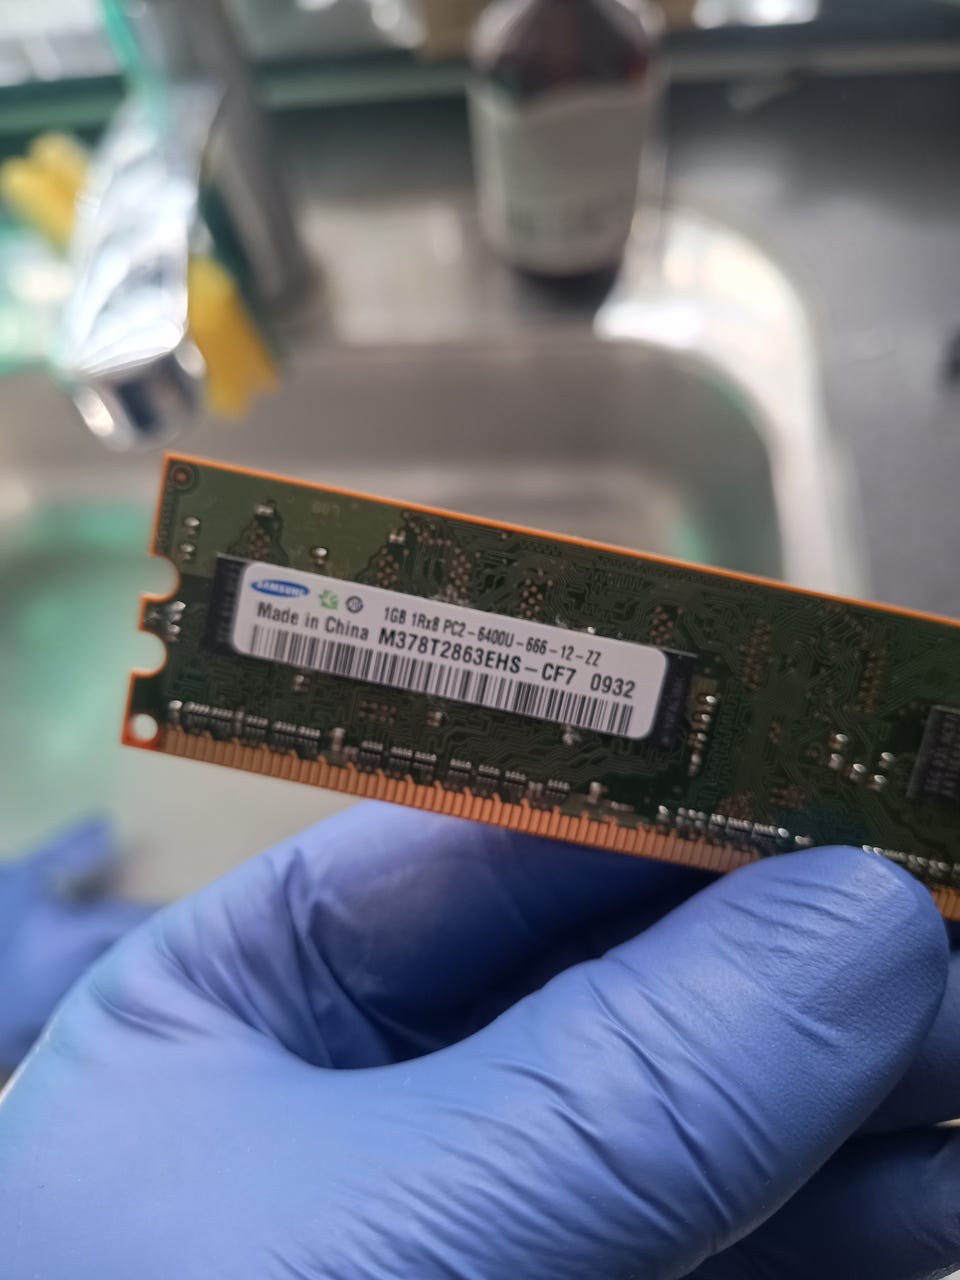 SAMSUNG
1GB 1Rx8 PC2-6400U-666-12-ZZ
Made in China M378T2863EHS-CF7 0932